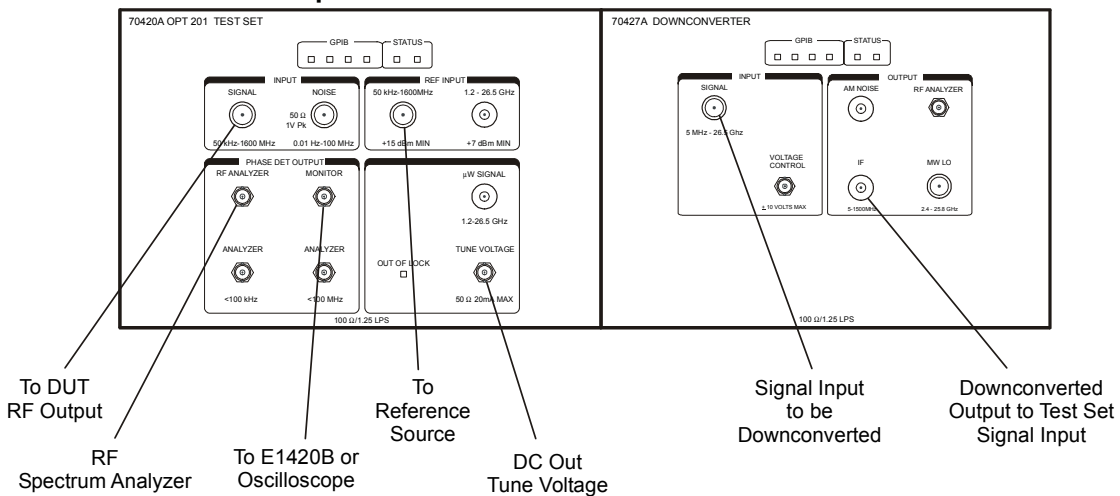 70420A OPT 201 TEST SET
GPIB
STATUS
INPUT
SIGNAL
NOISE
50 Ω
1V Pk
50 kHz-1600 MHz
0.01 Hz-100 MHz
REF INPUT
50 kHz-1600MHz
1.2 - 26.5 GHz
+15 dBm MIN
+7 dBm MIN
PHASE DET OUTPUT
RF ANALYZER
MONITOR
ANALYZER
ANALYZER
<100 kHz
<100 MHz
µW SIGNAL
1.2-26.5 GHz
OUT OF LOCK
TUNE VOLTAGE
50 Ω 20mA MAX
100 Ω/1.25 LPS
70427A DOWNCONVERTER
GPIB
STATUS
INPUT
SIGNAL
5 MHz - 26.5 Ghz
VOLTAGE
CONTROL
± 10 VOLTS MAX
OUTPUT
AM NOISE
RF ANALYZER
IF
MW LO
5-1500MHz
2.4 - 25.8 GHz
100 Ω/1.25 LPS
To DUT
RF Output
RF
Spectrum Analyzer
To E1420B or
Oscilloscope
To
Reference
Source
DC Out
Tune Voltage
Signal Input
to be
Downconverted
Downconverted
Output to Test Set
Signal Input